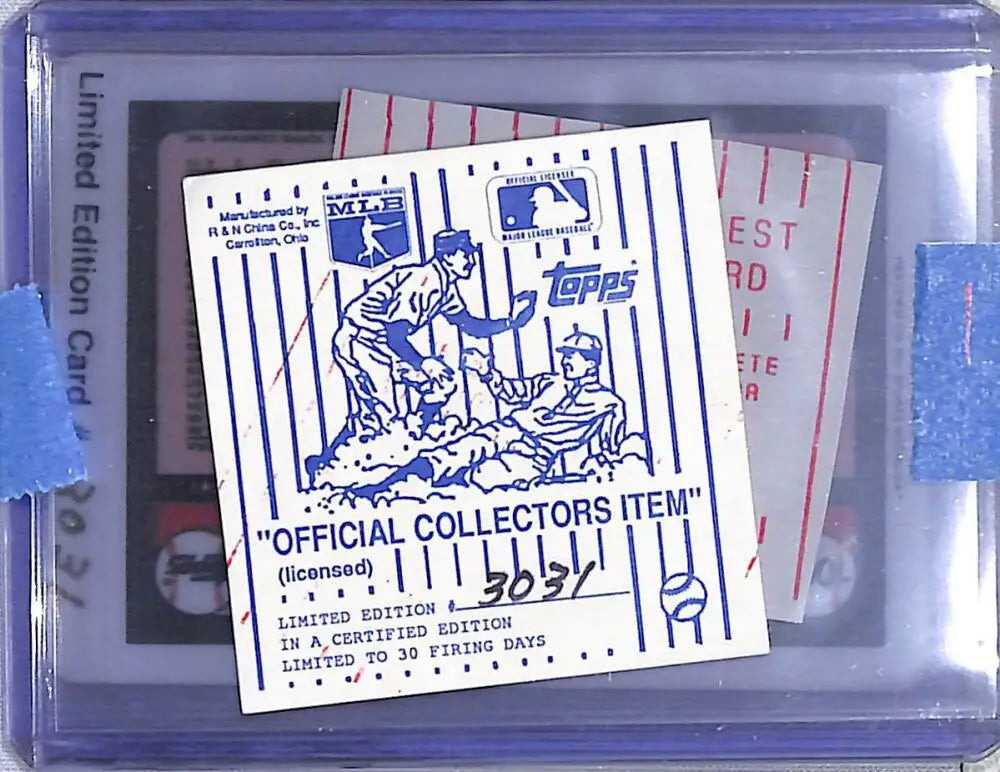 Limited Edition Card # 3031
Manufactured by
R & N China Co., Inc
Carrollton, Ohio
MLB
OFFICIAL LICENSEE
MAJOR LEAGUE BASEBALL
TOPPS
EST
RD
ETE
"OFFICIAL COLLECTORS ITEM"
(licensed)
LIMITED EDITION # 3031
IN A CERTIFIED EDITION
LIMITED TO 30 FIRING DAYS